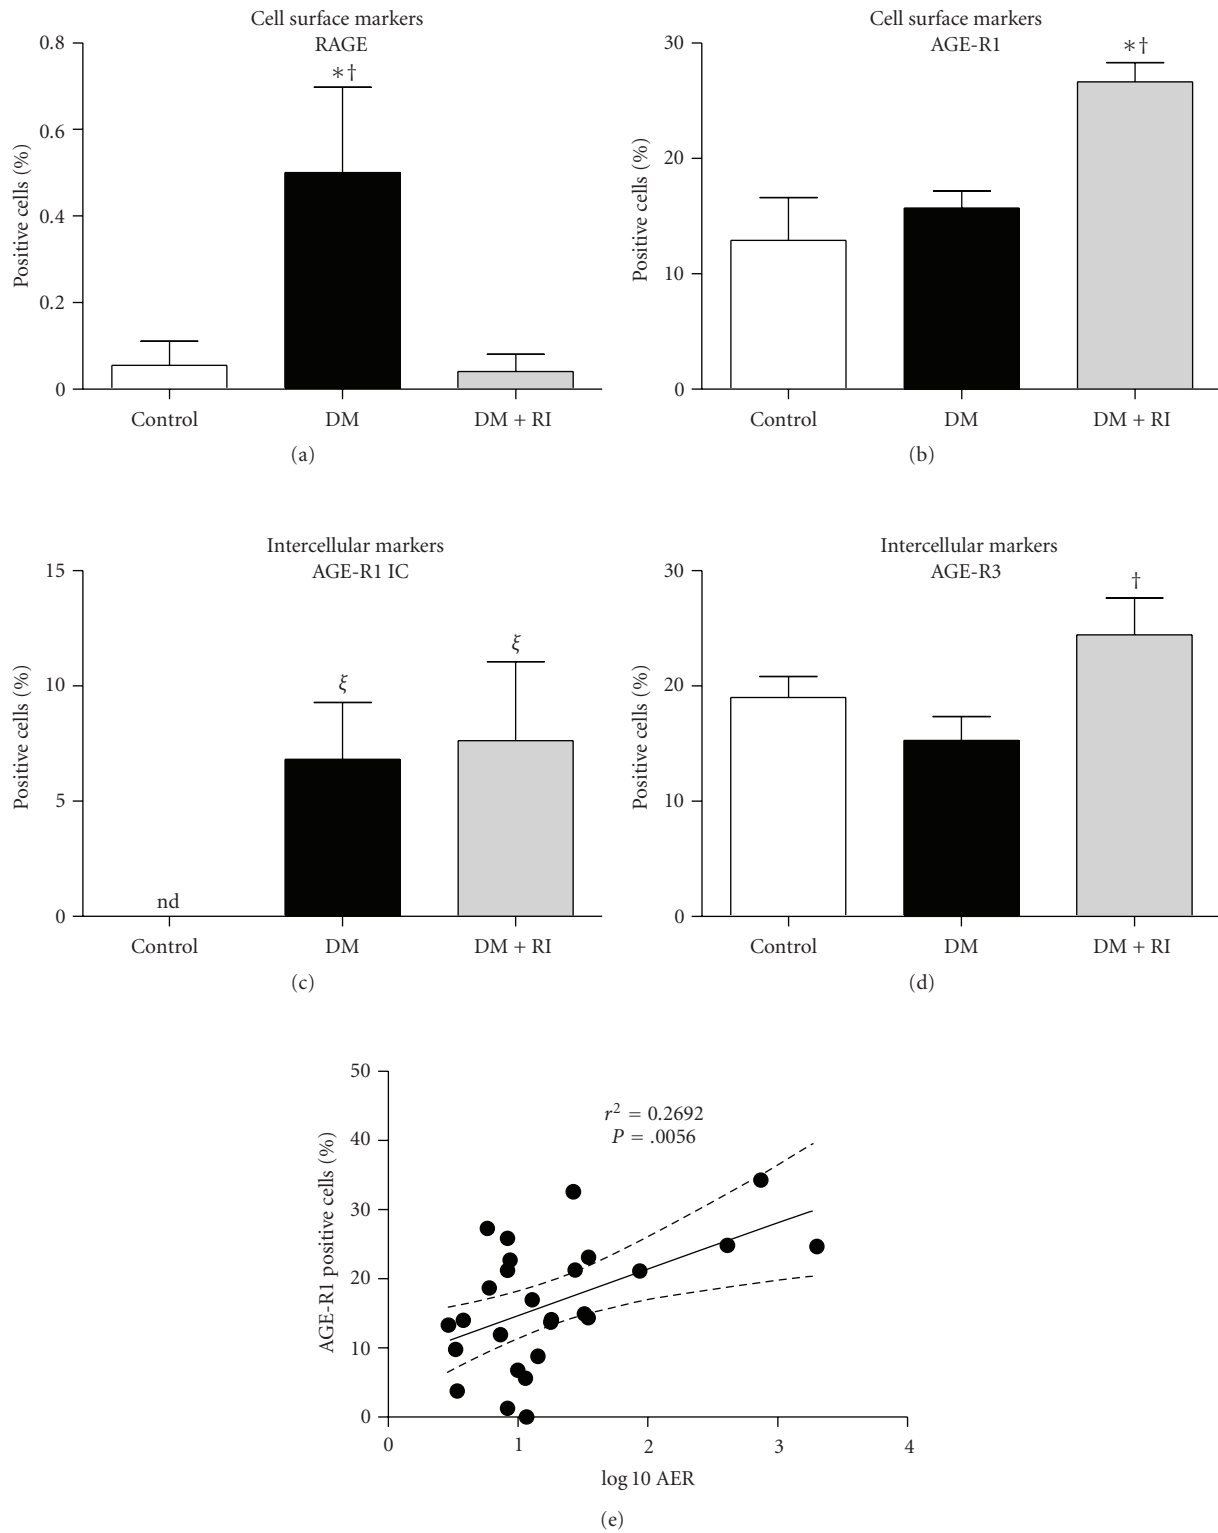 Cell surface markers
RAGE
0.8
0.6
0.4
0.2
0
Positive cells (%)
∗†
Control
DM
DM + RI
(a)
Cell surface markers
AGE-R1
30
20
10
0
Positive cells (%)
∗†
Control
DM
DM + RI
(b)
Intercellular markers
AGE-R1 IC
15
10
5
0
Positive cells (%)
nd
ξ
ξ
Control
DM
DM + RI
(c)
Intercellular markers
AGE-R3
30
20
10
0
Positive cells (%)
†
Control
DM
DM + RI
(d)
50
40
30
20
10
0
AGE-R1 positive cells (%)
r² = 0.2692
P = .0056
0
1
2
3
4
log 10 AER
(e)